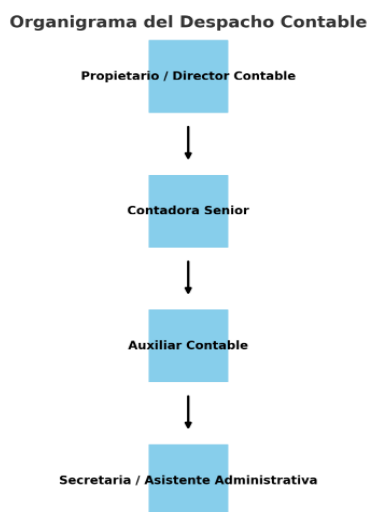 Organigrama del Despacho Contable
Propietario / Director Contable
Contadora Senior
Auxiliar Contable
Secretaria / Asistente Administrativa